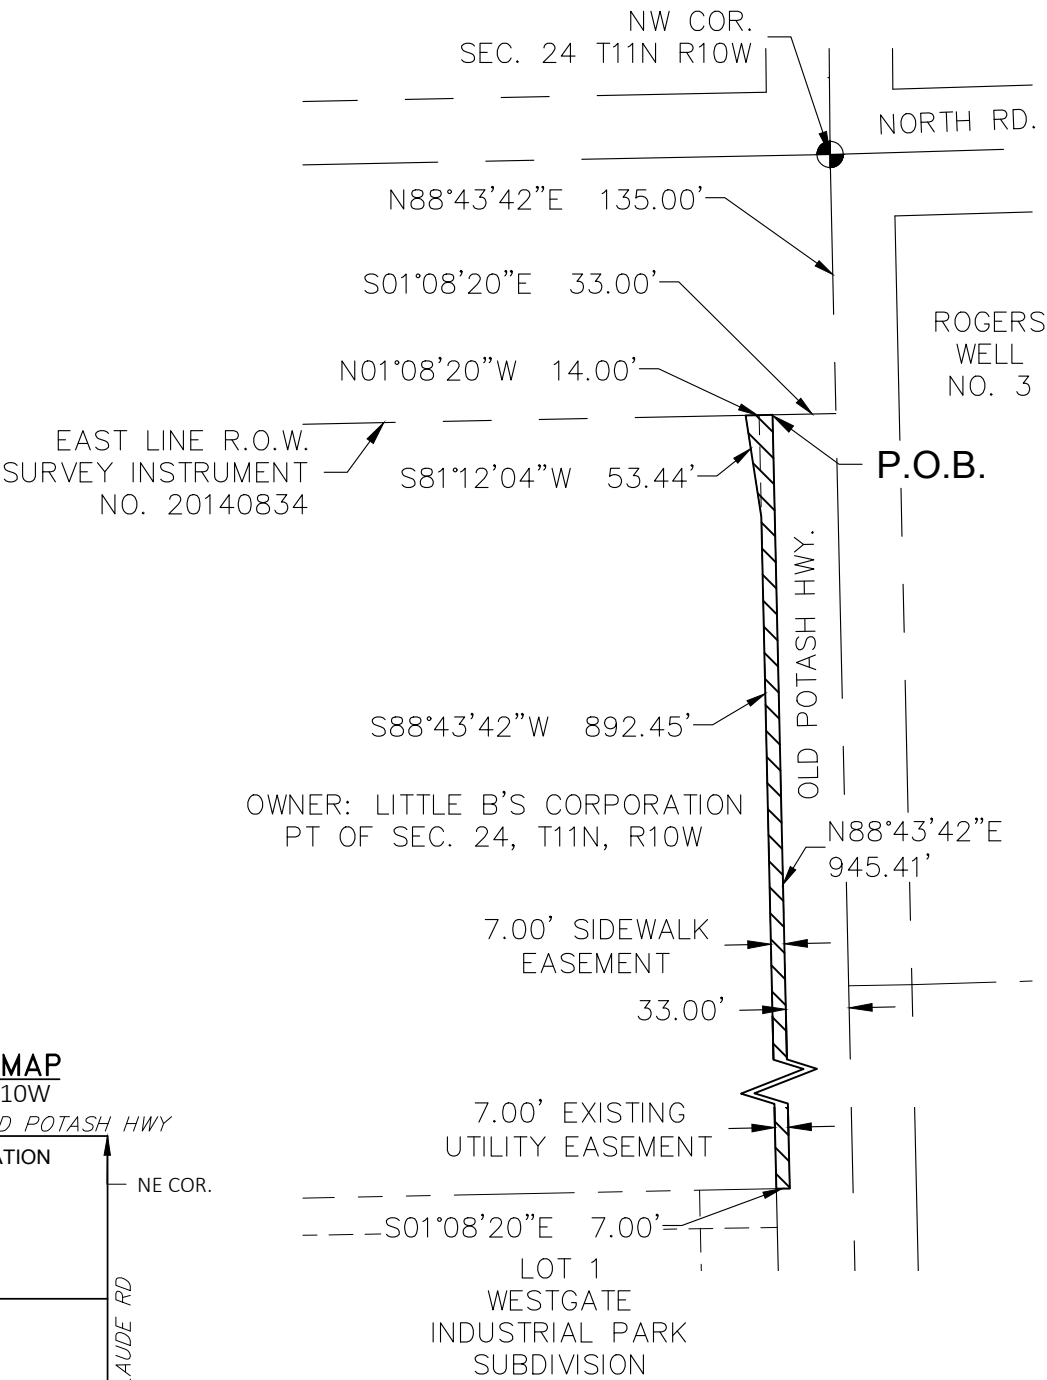 NW COR.
SEC. 24 T11N R10W
NORTH RD.
N88°43'42"E 135.00'
S01°08'20"E 33.00'
ROGERS
WELL
NO. 3
N01°08'20"W 14.00'
EAST LINE R.O.W.
SURVEY INSTRUMENT
NO. 20140834
S81°12'04"W 53.44'
P.O.B.
OLD POTASH HWY.
S88°43'42"W 892.45'
OWNER: LITTLE B'S CORPORATION
PT OF SEC. 24, T11N, R10W
N88°43'42"E
945.41'
7.00' SIDEWALK
EASEMENT
33.00'
MAP
10W
D POTASH HWY
ATION
NE COR.
7.00' EXISTING
UTILITY EASEMENT
S01°08'20"E 7.00'
LOT 1
WESTGATE
INDUSTRIAL PARK
SUBDIVISION
AUDE RD